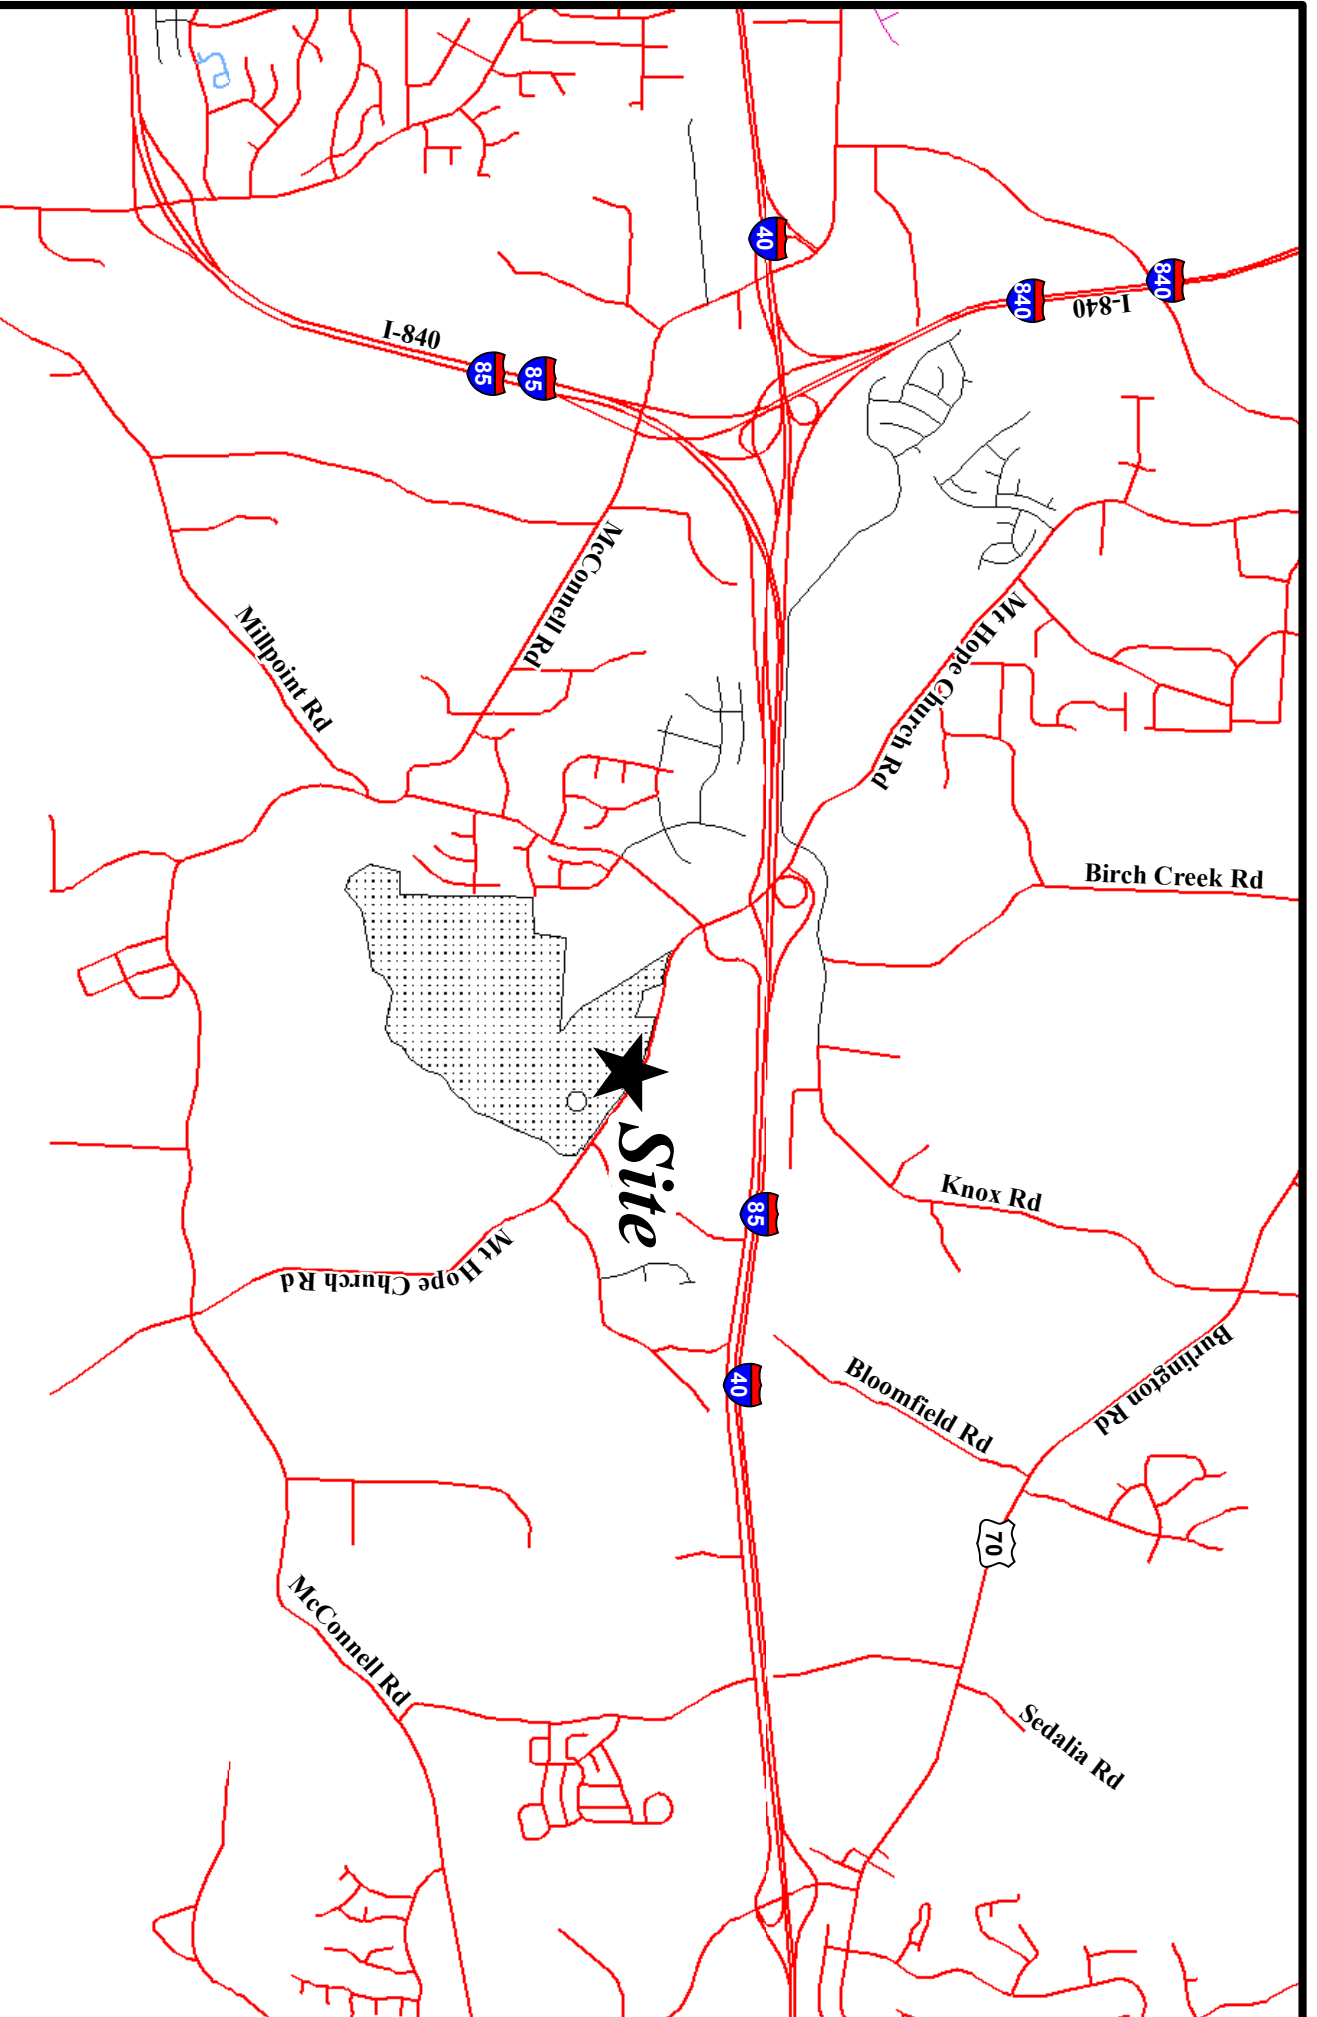 40
840
840
I-840
I-840
85
85
McConnell Rd
Mt Hope Church Rd
Millpoint Rd
Birch Creek Rd
Site
Knox Rd
85
Mt Hope Church Rd
Burlington Rd
Bloomfield Rd
40
70
McConnell Rd
Sedalia Rd